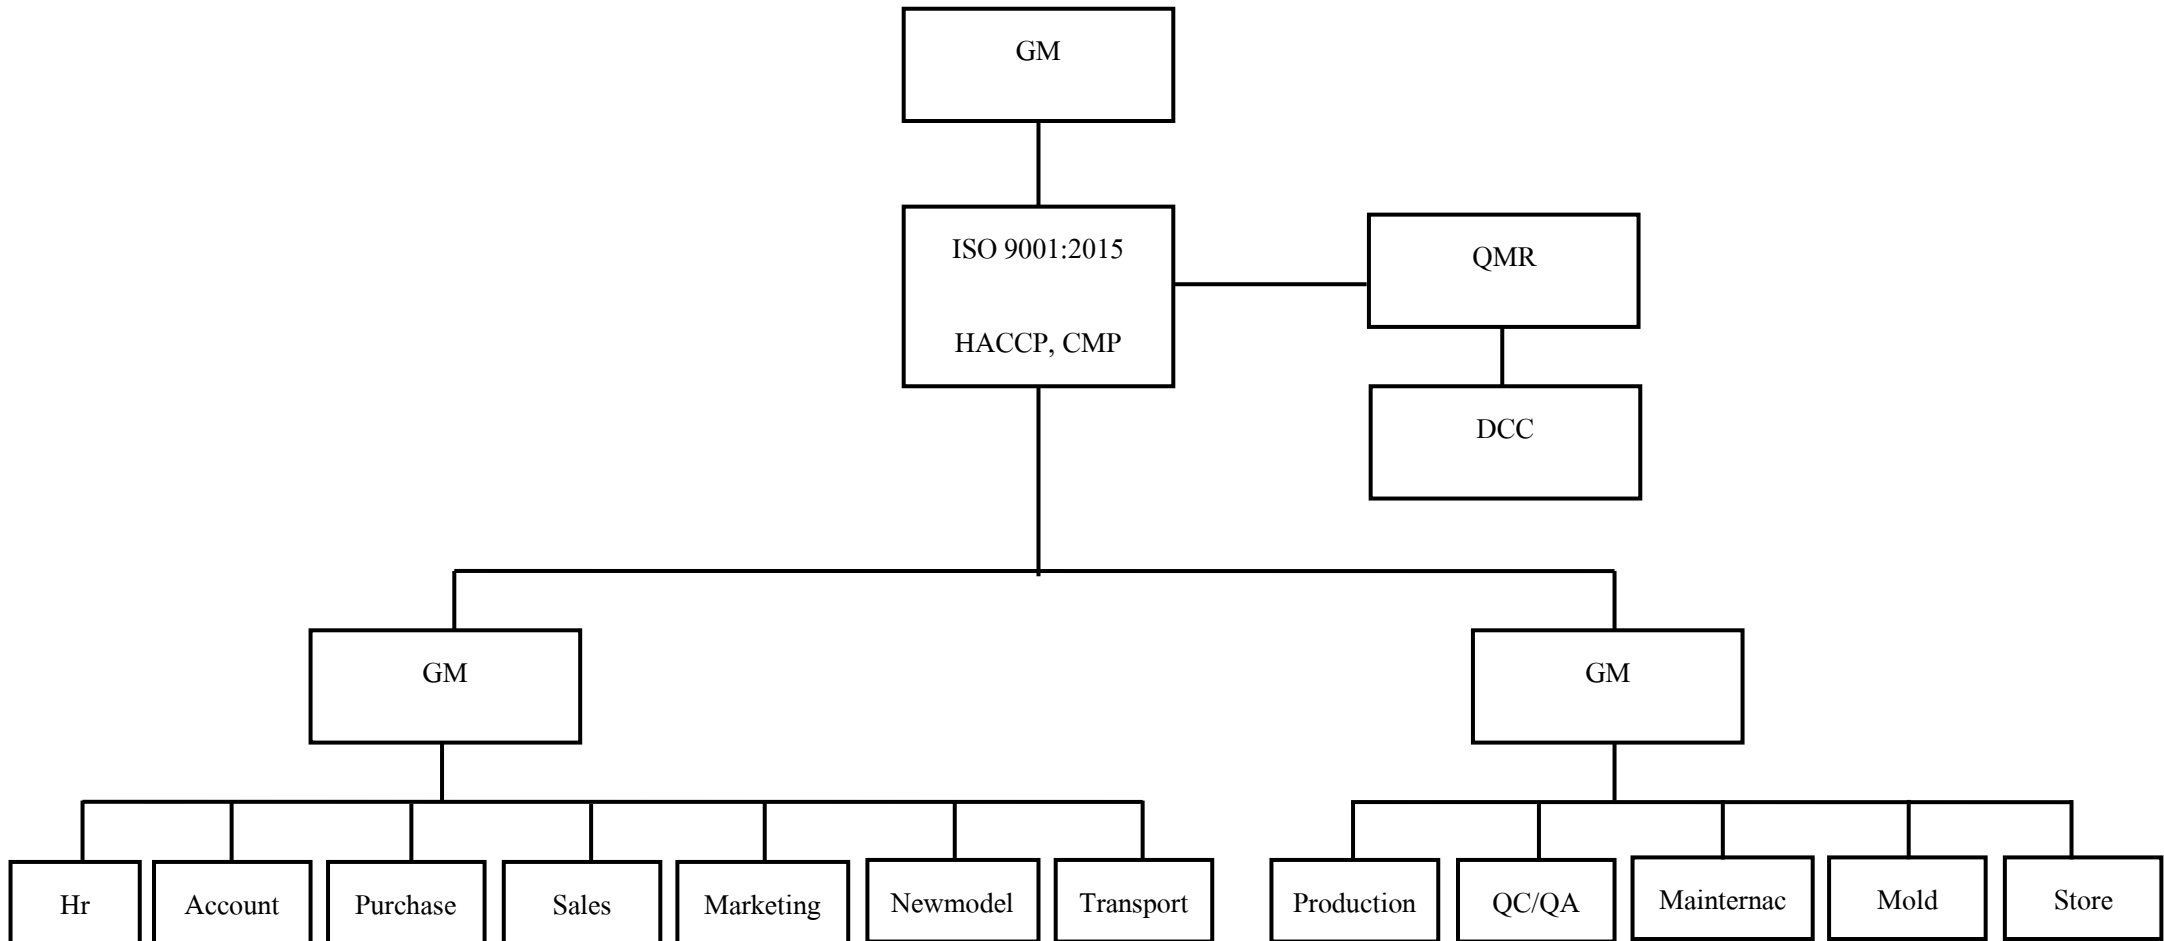 GM
ISO 9001:2015
HACCP, CMP
QMR
DCC
GM
GM
Hr
Account
Purchase
Sales
Marketing
Newmodel
Transport
Production
QC/QA
Mainternac
Mold
Store